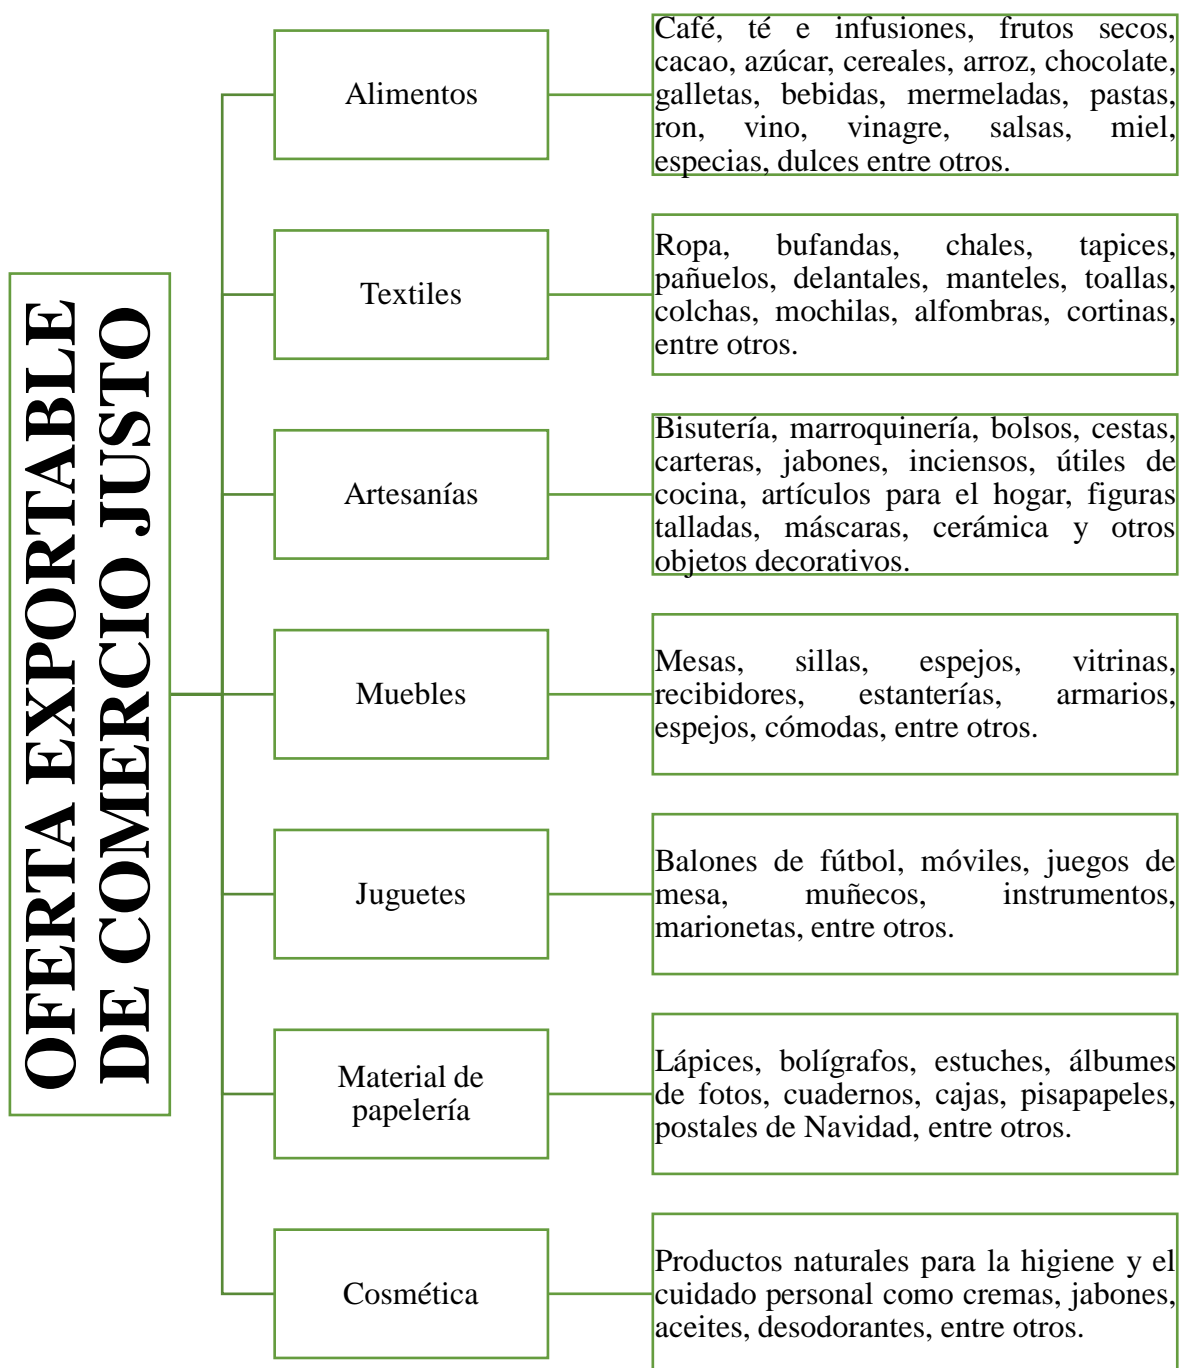 OFERTA EXPORTABLE
DE COMERCIO JUSTO
Alimentos
Café, té e infusiones, frutos secos,
cacao, azúcar, cereales, arroz, chocolate,
galletas, bebidas, mermeladas, pastas,
ron, vino, vinagre, salsas, miel,
especias, dulces entre otros.
Textiles
Ropa, bufandas, chales, tapices,
pañuelos, delantales, manteles, toallas,
colchas, mochilas, alfombras, cortinas,
entre otros.
Artesanías
Bisutería, marroquinería, bolsos, cestas,
carteras, jabones, inciensos, útiles de
cocina, artículos para el hogar, figuras
talladas, máscaras, cerámica y otros
objetos decorativos.
Muebles
Mesas, sillas, espejos, vitrinas,
recibidores, estanterías, armarios,
espejos, cómodas, entre otros.
Juguetes
Balones de fútbol, móviles, juegos de
mesa, muñecos, instrumentos,
marionetas, entre otros.
Material de
papelería
Lápices, bolígrafos, estuches, álbumes
de fotos, cuadernos, cajas, pisapapeles,
postales de Navidad, entre otros.
Cosmética
Productos naturales para la higiene y el
cuidado personal como cremas, jabones,
aceites, desodorantes, entre otros.